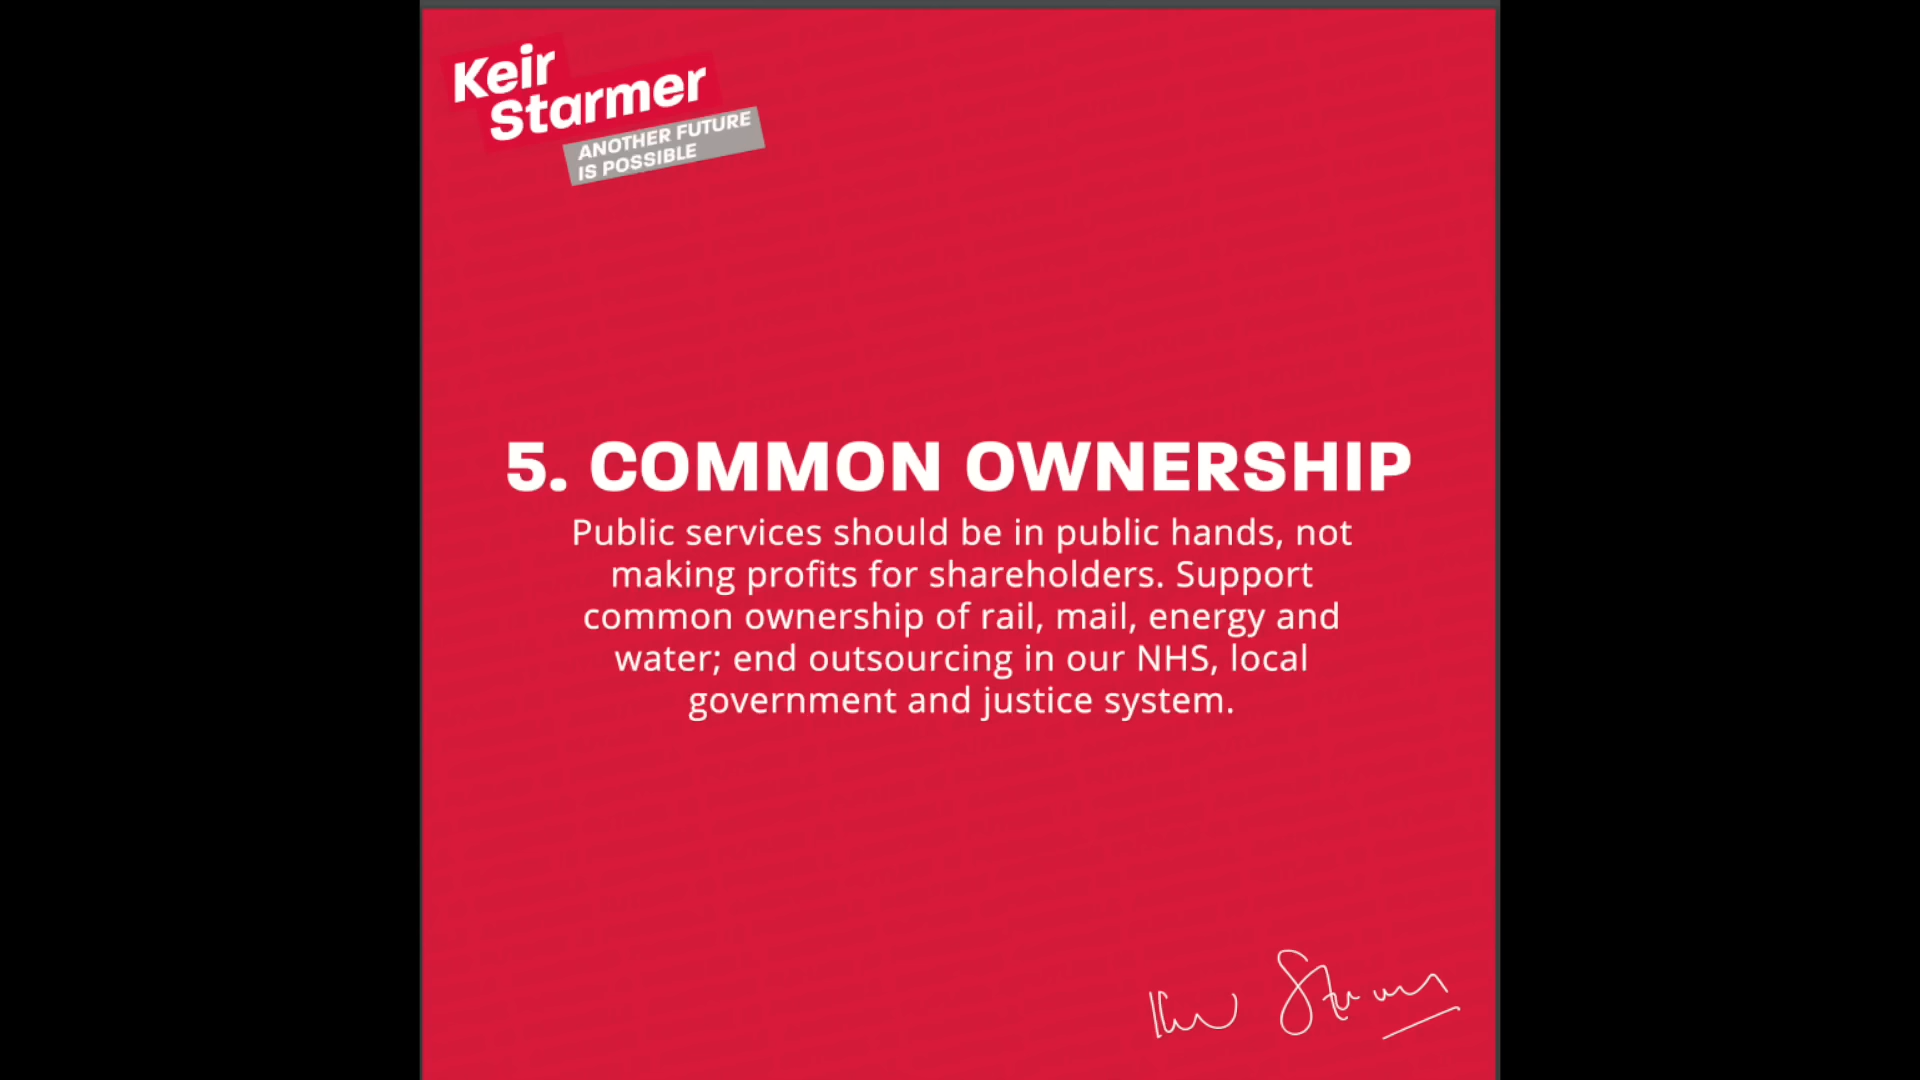 Keir
Starmer
ANOTHER FUTURE
IS POSSIBLE
5. COMMON OWNERSHIP
Public services should be in public hands, not
making profits for shareholders. Support
common ownership of rail, mail, energy and
water; end outsourcing in our NHS, local
government and justice system.
Keir Starmer